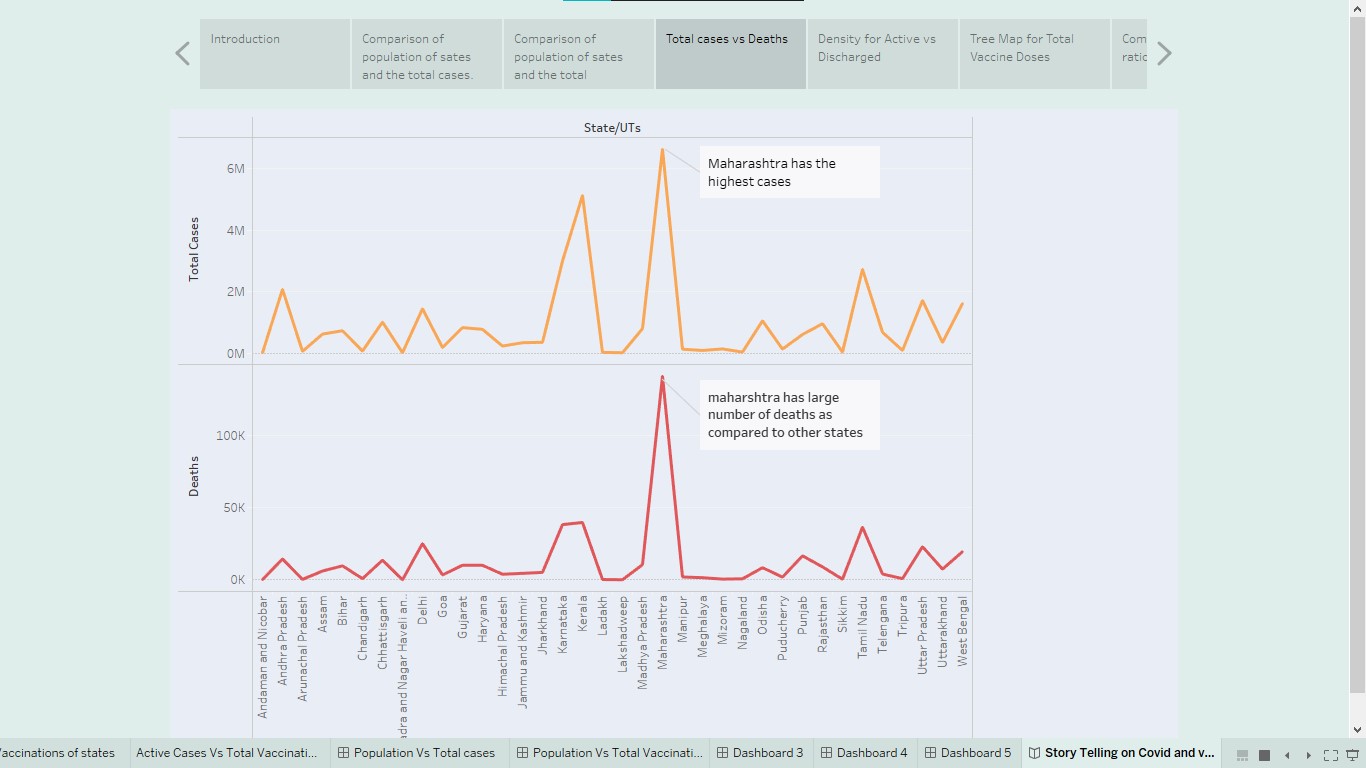 Introduction
Comparison of
population of sates
and the total cases.
Comparison of
population of sates
and the total
Total cases vs Deaths
Density for Active vs
Discharged
Tree Map for Total
Vaccine Doses
Com
ratio
State/UTs
Total Cases
6M
4M
2M
0M
Maharashtra has the
highest cases
Deaths
100K
50K
0K
maharshtra has large
number of deaths as
compared to other states
Andaman and Nicobar
Andhra Pradesh
Arunachal Pradesh
Assam
Bihar
Chandigarh
Chhattisgarh
adra and Nagar Haveli an..
Delhi
Goa
Gujarat
Haryana
Himachal Pradesh
Jammu and Kashmir
Jharkhand
Karnataka
Kerala
Ladakh
Lakshadweep
Madhya Pradesh
Maharashtra
Manipur
Meghalaya
Mizoram
Nagaland
Odisha
Puducherry
Punjab
Rajasthan
Sikkim
Tamil Nadu
Telengana
Tripura
Uttar Pradesh
Uttarakhand
West Bengal
accinations of states
Active Cases Vs Total Vaccinati...
Population Vs Total cases
Population Vs Total Vaccinati...
Dashboard 3
Dashboard 4
Dashboard 5
Story Telling on Covid and v...